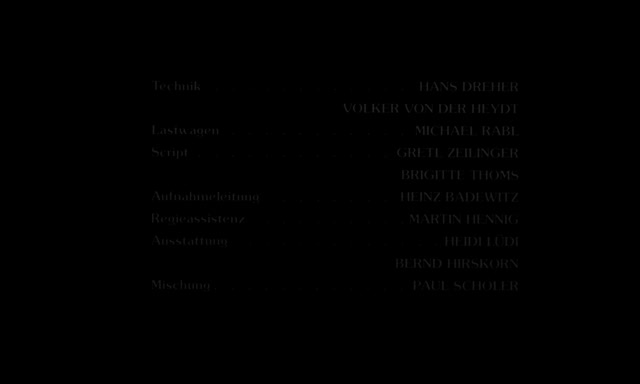 Technik . . . . . . . . . . HANS DREHER
VOLKER VON DER HEYDT
Lastwagen . . . . . . . . . . MICHAEL RABL
Script . . . . . . . . . . . . GRETL ZEILINGER
BRIGITTE THOMS
Aufnahmeleitung . . . . . . . . HEINZ BADEWITZ
Regieassistenz . . . . . . . . MARTIN HENNIG
Ausstattung . . . . . . . . . . HEIDI LÜDI
BERND HIRSKORN
Mischung . . . . . . . . . . . PAUL SCHÖLER